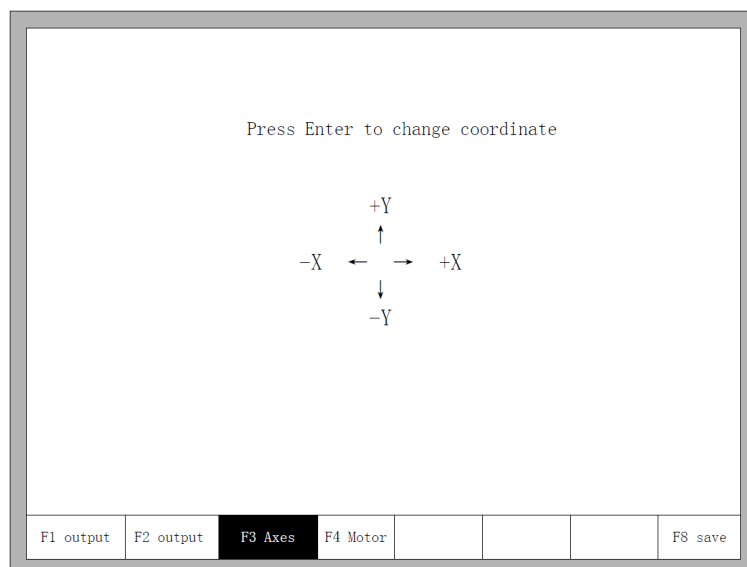 Press Enter to change coordinate
+Y
-X ← → +X
-Y
F1 output F2 output F3 Axes F4 Motor F8 save